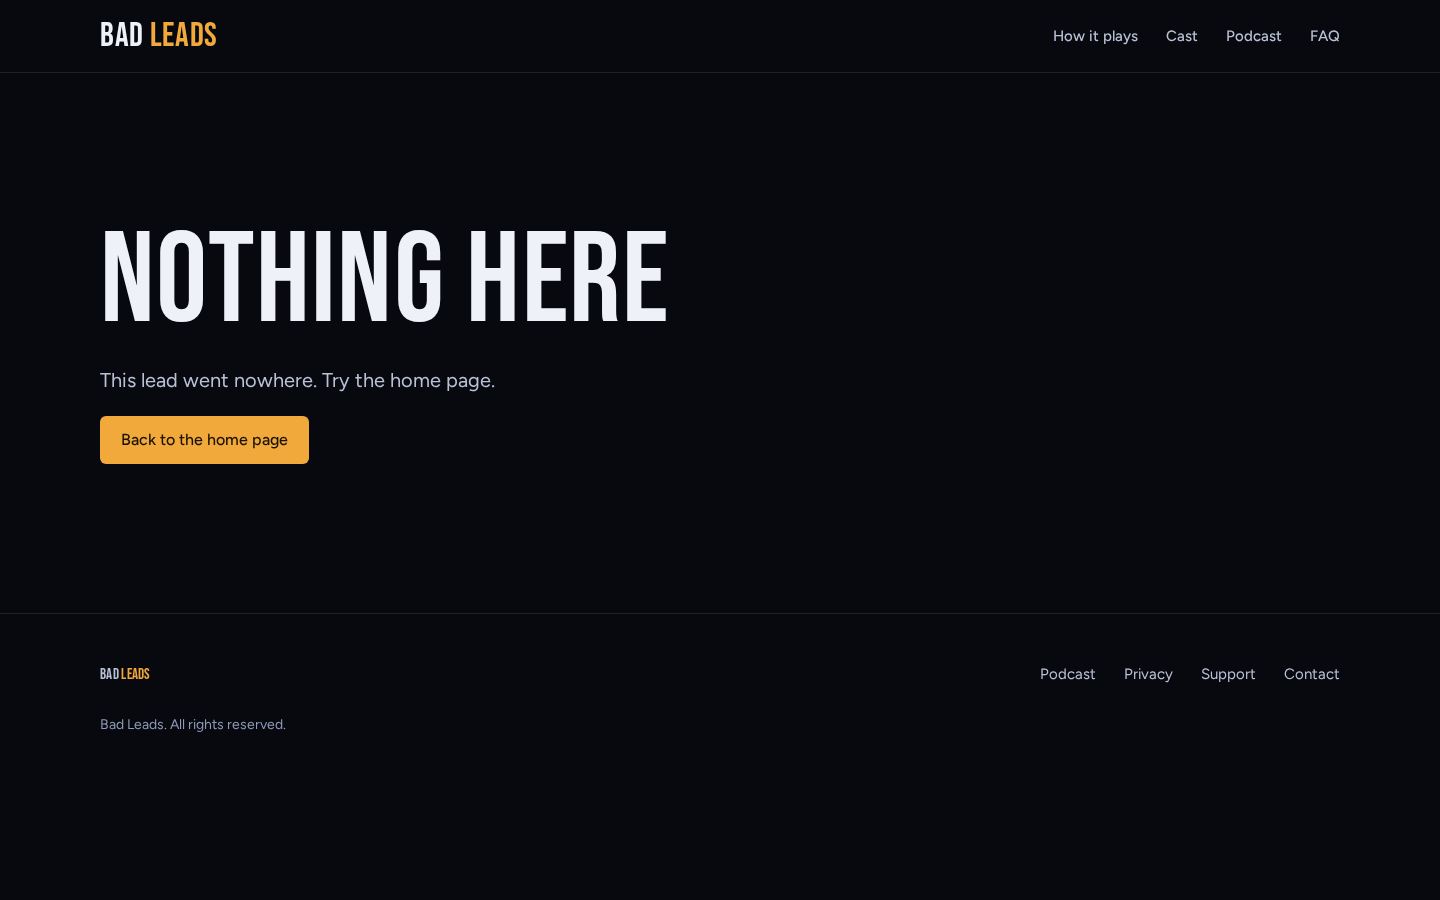 BAD LEADS
How it plays Cast Podcast FAQ
NOTHING HERE
This lead went nowhere. Try the home page.
Back to the home page
BAD LEADS
Podcast Privacy Support Contact
Bad Leads. All rights reserved.